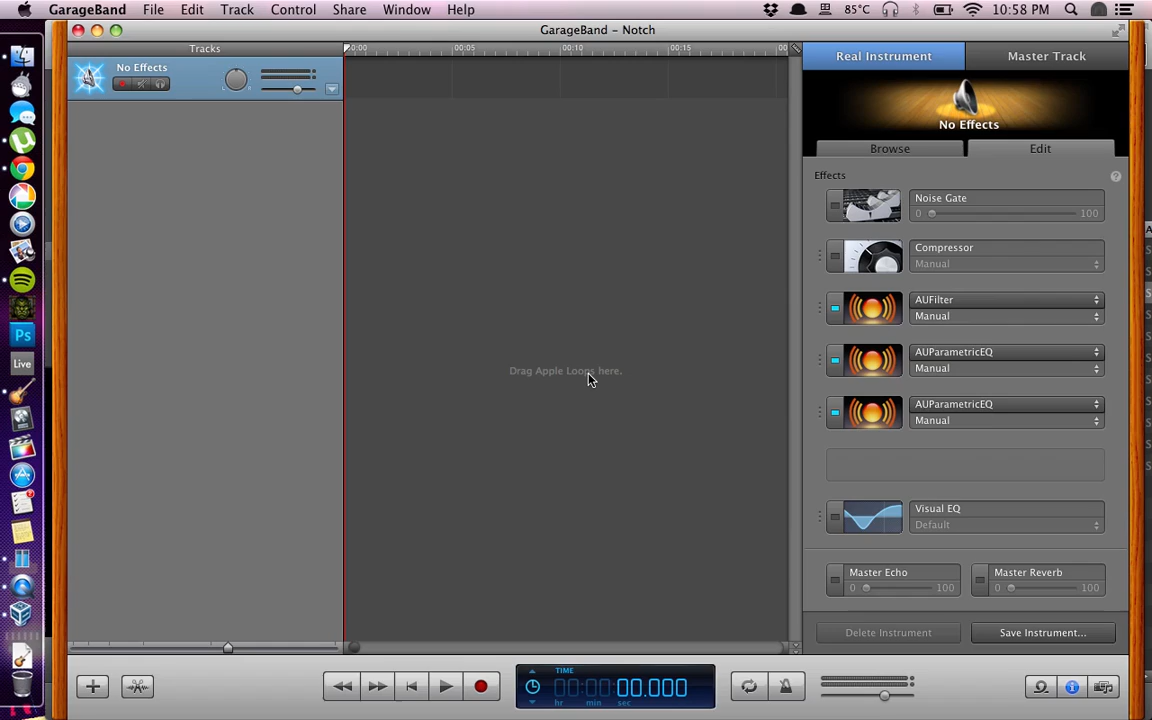 GarageBand File Edit Track Control Share Window Help 85°C 10:58 PM
GarageBand – Notch
Tracks
0:00 00:05 00:10 00:15 00
Real Instrument Master Track
No Effects
No Effects
Browse Edit
Effects
Noise Gate
0 100
Compressor
Manual
AUFilter
Manual
AUParametricEQ
Manual
AUParametricEQ
Manual
Drag Apple Loops here.
Visual EQ
Default
Master Echo
0 100
Master Reverb
0 100
Delete Instrument Save Instrument...
Ps
Live
TIME
00:00:00.000
hr min sec